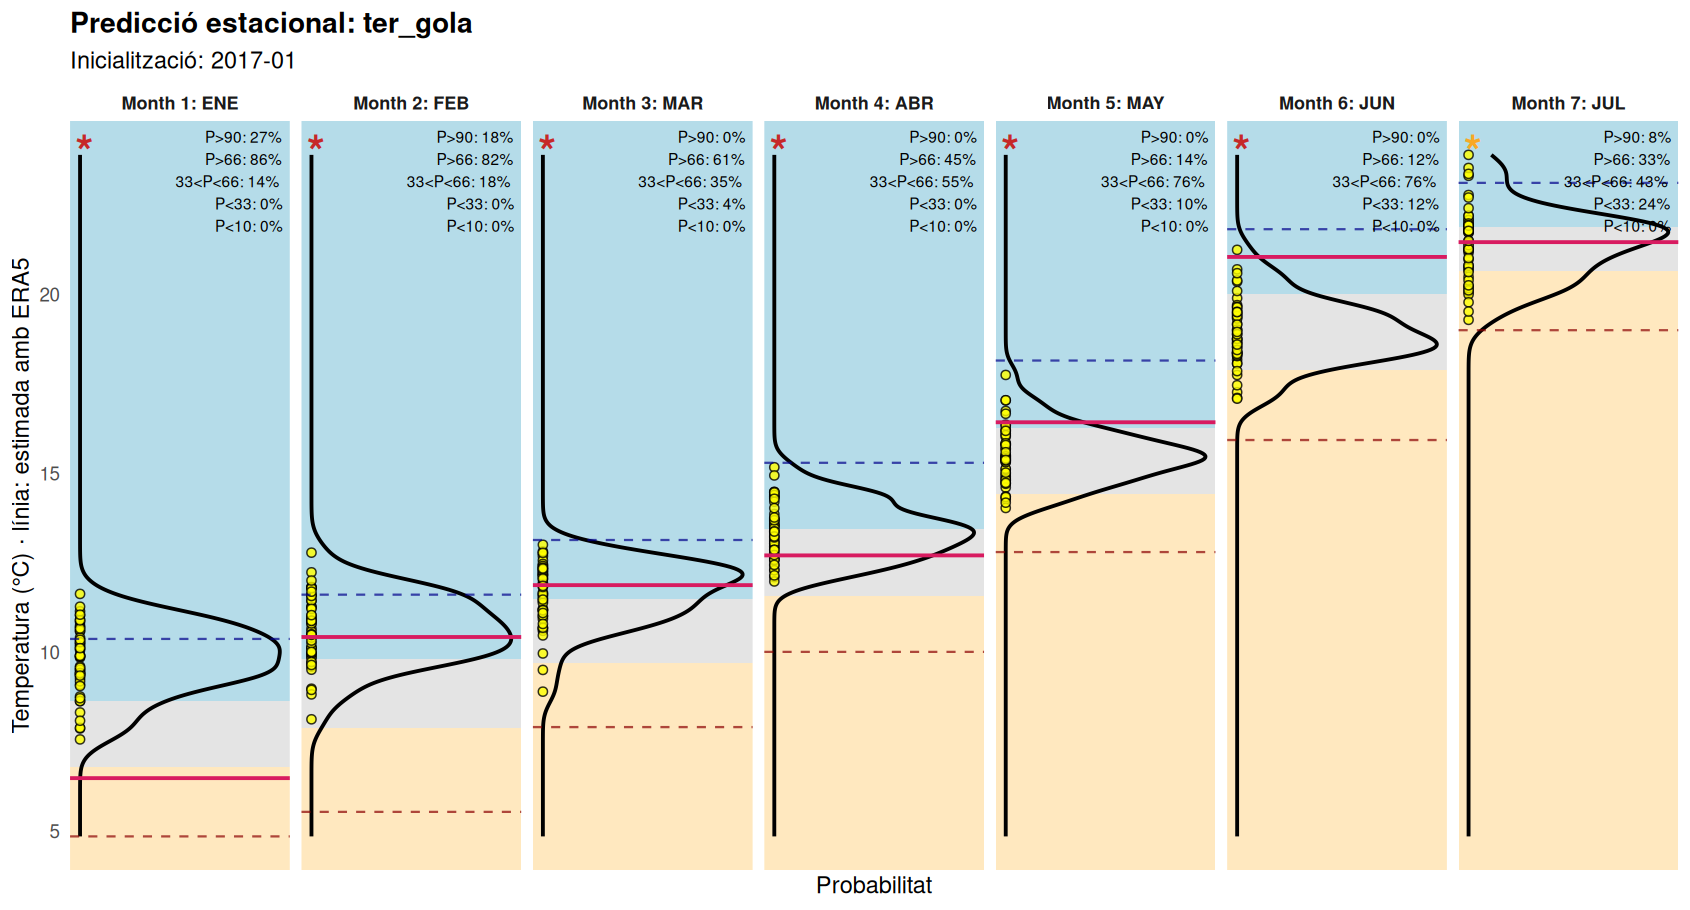 Predicció estacional: ter_gola
Inicialització: 2017-01
Month 1: ENE
Month 2: FEB
Month 3: MAR
Month 4: ABR
Month 5: MAY
Month 6: JUN
Month 7: JUL
P>90: 27%
P>66: 86%
33<P<66: 14%
P<33: 0%
P<10: 0%
P>90: 18%
P>66: 82%
33<P<66: 18%
P<33: 0%
P<10: 0%
P>90: 0%
P>66: 61%
33<P<66: 35%
P<33: 4%
P<10: 0%
P>90: 0%
P>66: 45%
33<P<66: 55%
P<33: 0%
P<10: 0%
P>90: 0%
P>66: 14%
33<P<66: 76%
P<33: 10%
P<10: 0%
P>90: 0%
P>66: 12%
33<P<66: 76%
P<33: 12%
P<10: 0%
P>90: 8%
P>66: 33%
33<P<66: 43%
P<33: 24%
P<10: 0%
Temperatura (°C) · línia: estimada amb ERA5
20
15
10
5
Probabilitat